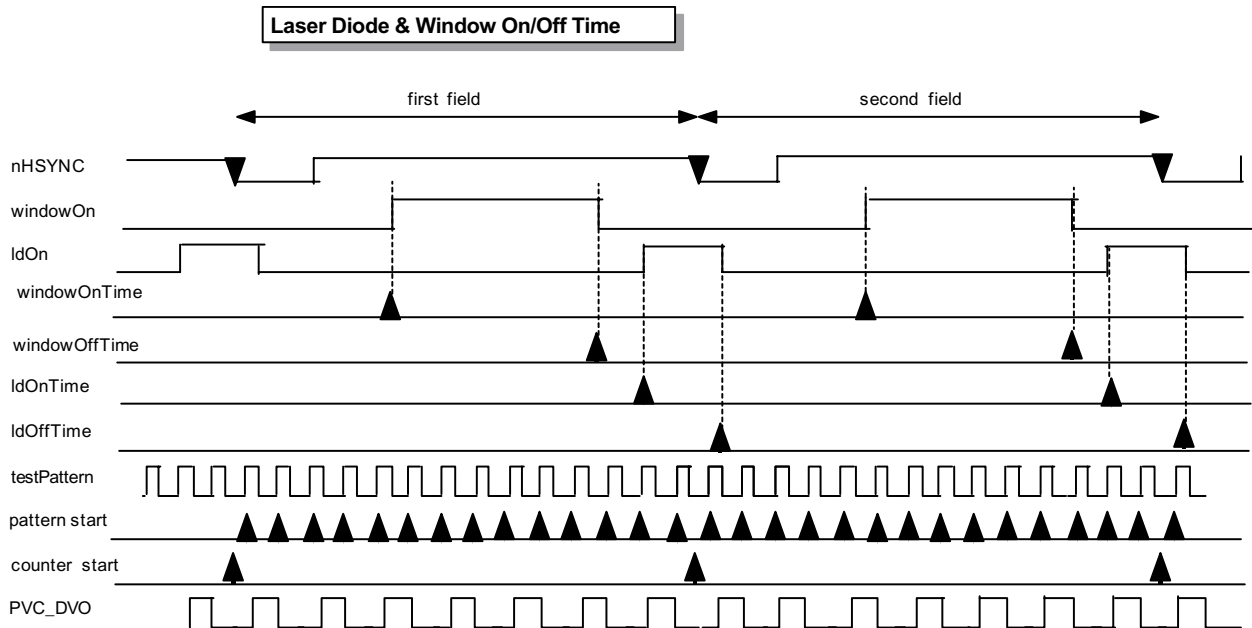 Laser Diode & Window On/Off Time
first field
second field
nHSYNC
windowOn
ldOn
windowOnTime
windowOffTime
ldOnTime
ldOffTime
testPattern
pattern start
counter start
PVC_DVO